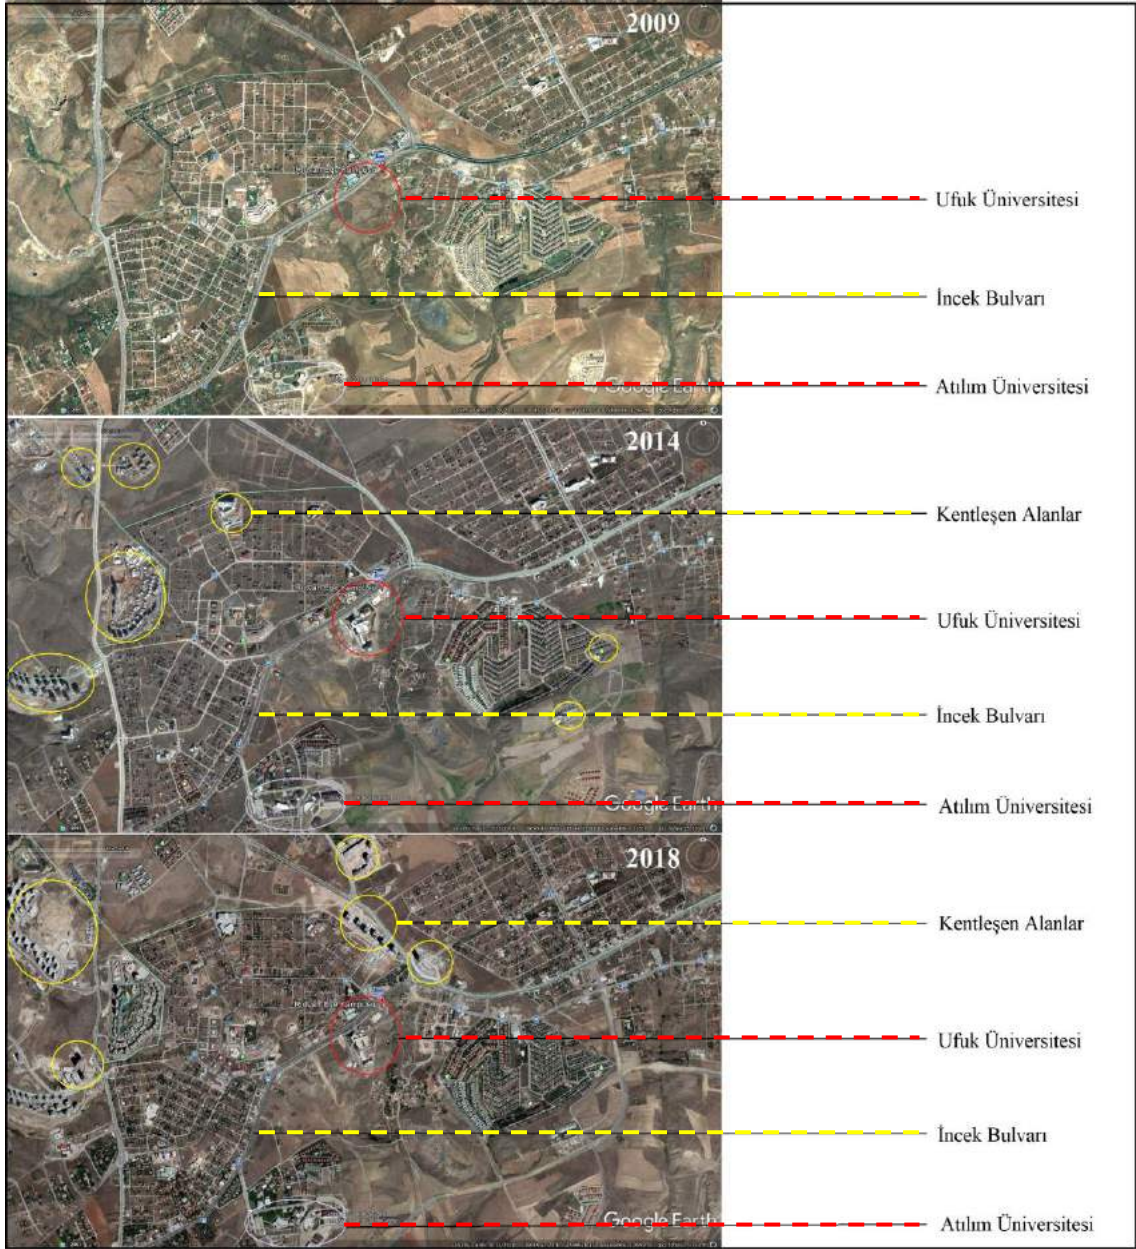 2009
Ufuk Üniversitesi
İncek Bulvarı
Atılım Üniversitesi
Google Earth
2014
Kentleşen Alanlar
Ufuk Üniversitesi
İncek Bulvarı
Atılım Üniversitesi
Google Earth
2018
Kentleşen Alanlar
Ufuk Üniversitesi
İncek Bulvarı
Atılım Üniversitesi
Google Earth